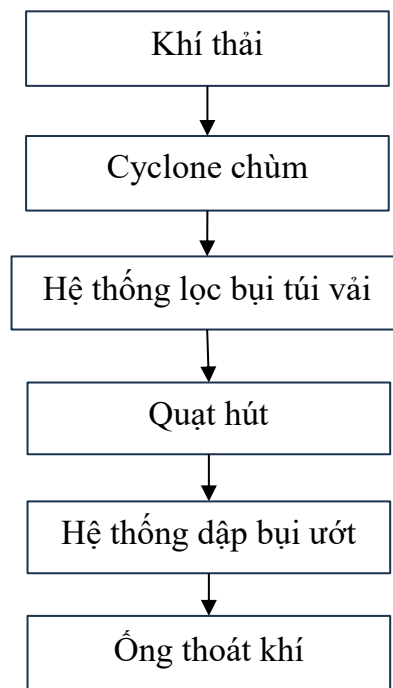 Khí thải
Cyclone chùm
Hệ thống lọc bụi túi vải
Quạt hút
Hệ thống dập bụi ướt
Ống thoát khí